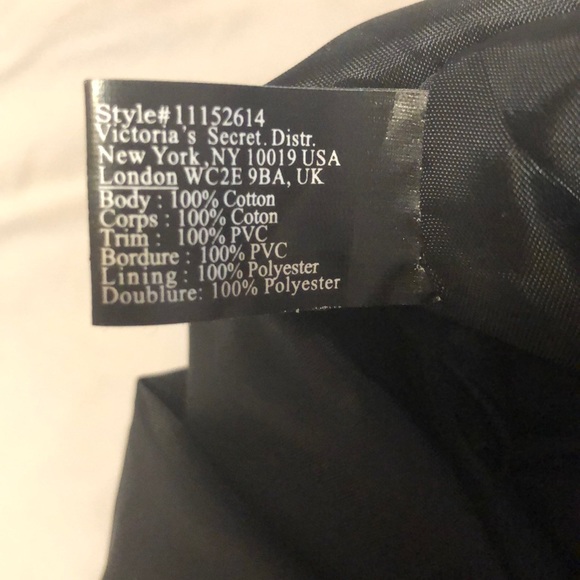 Style# 11152614
Victoria's Secret. Distr.
New York,NY 10019 USA
London WC2E 9BA, UK
Body : 100% Cotton
Corps : 100% Coton
Trim : 100% PVC
Bordure : 100% PVC
Lining : 100% Polyester
Doublure: 100% Polyester